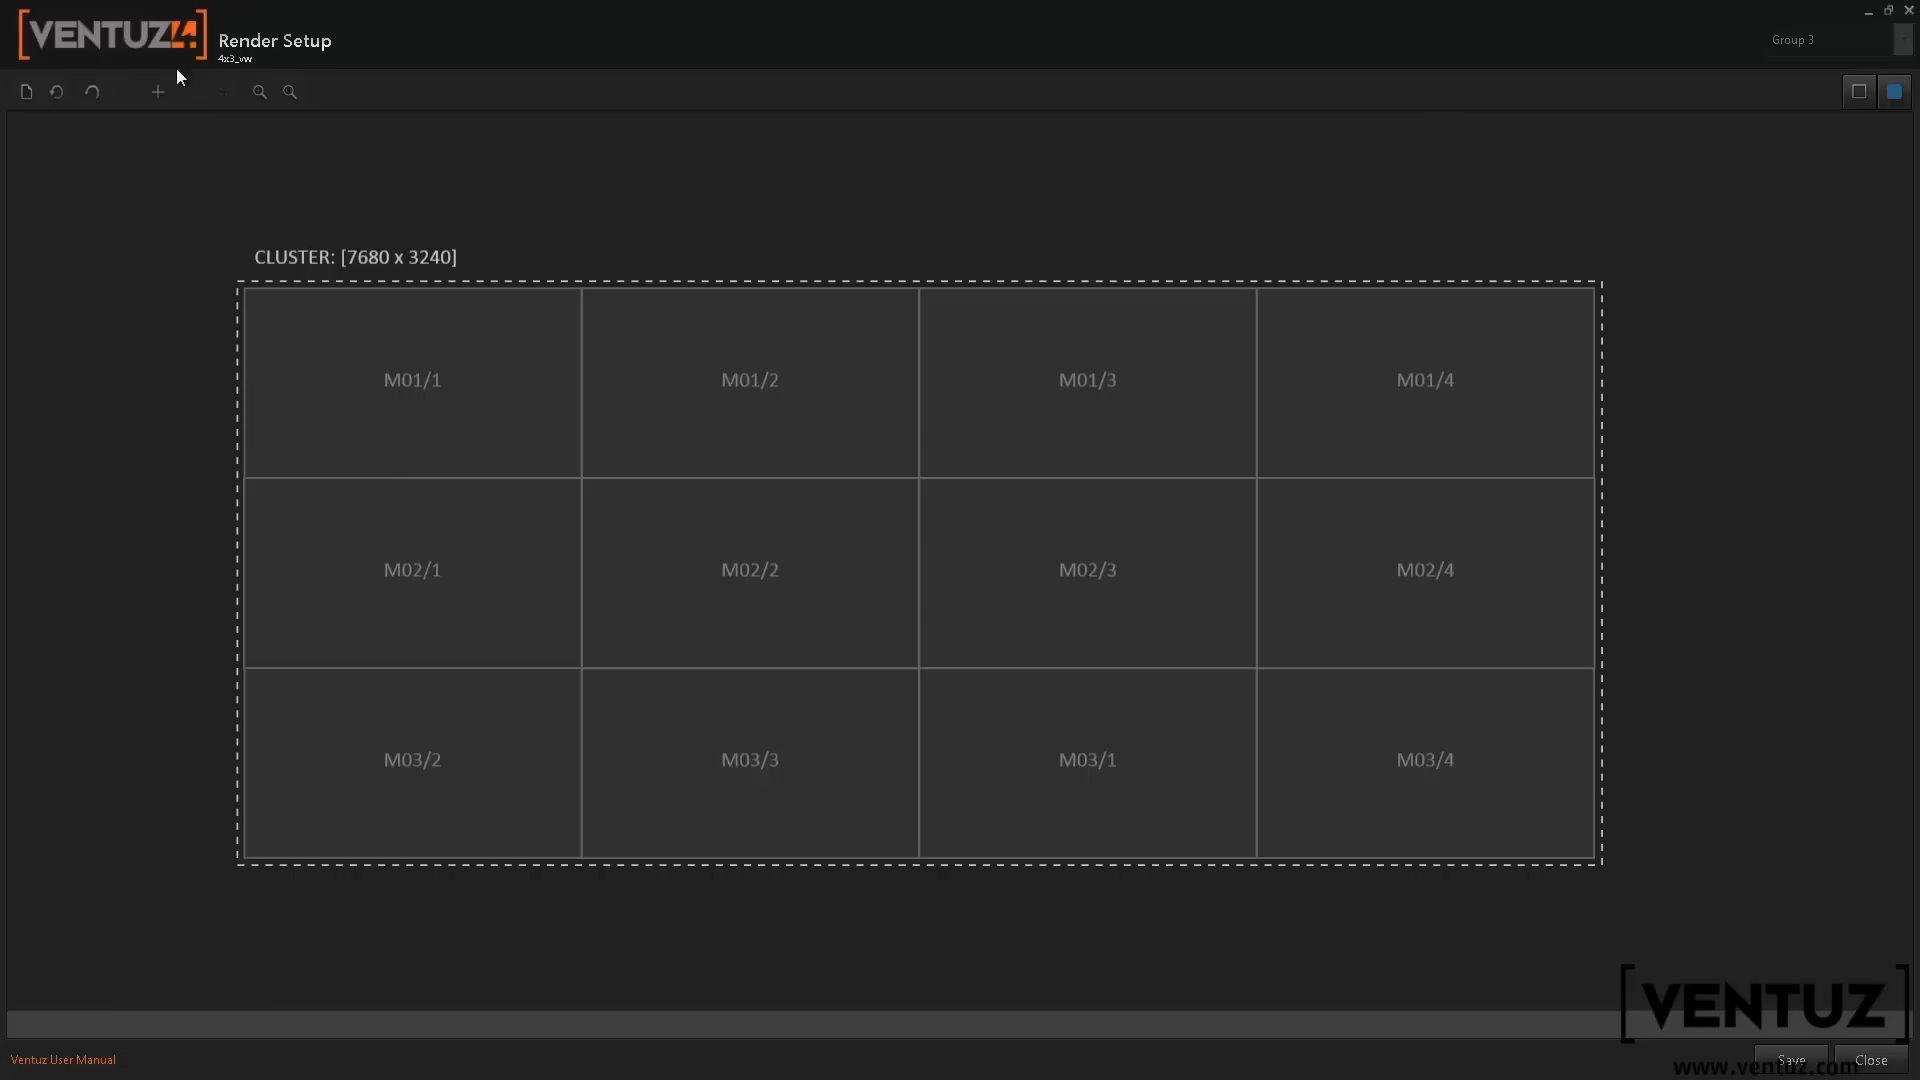 [VENTUZ4]
Render Setup
4x3_vw
Group 3
CLUSTER: [7680 x 3240]
M01/1 M01/2 M01/3 M01/4
M02/1 M02/2 M02/3 M02/4
M03/2 M03/3 M03/1 M03/4
[VENTUZ]
Ventuz User Manual
Save Close
www.ventuz.com